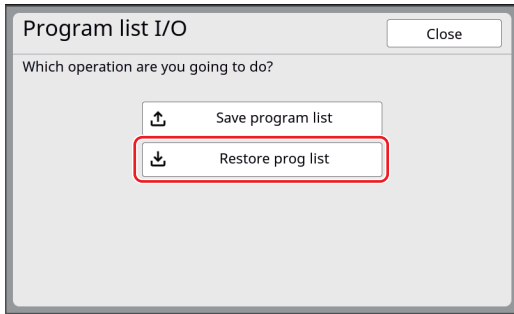 Program list I/O
Close
Which operation are you going to do?
Save program list
Restore prog list